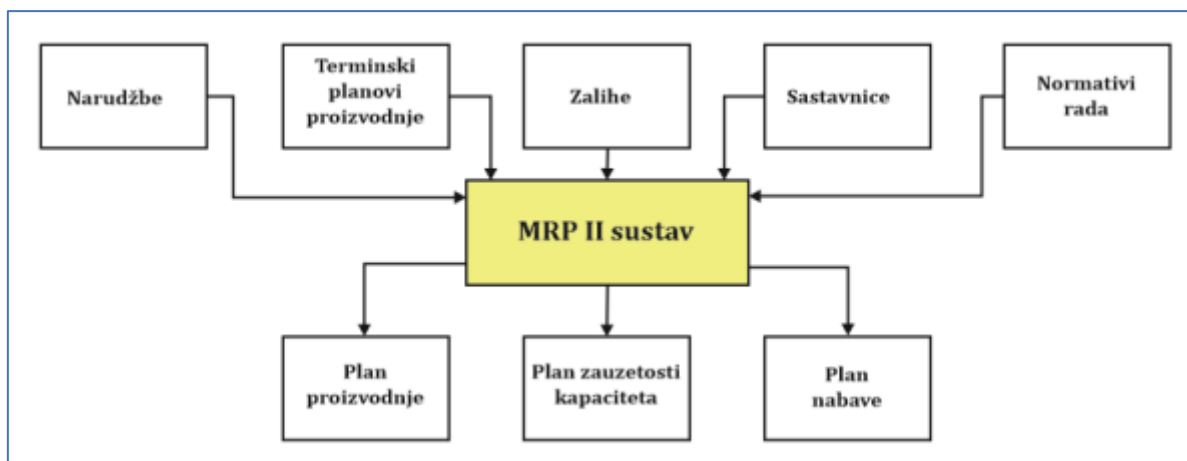 Narudžbe
Terminski
planovi
proizvodnje
Zalihe
Sastavnice
Normativi
rada
MRP II sustav
Plan
proizvodnje
Plan zauzetosti
kapaciteta
Plan
nabave